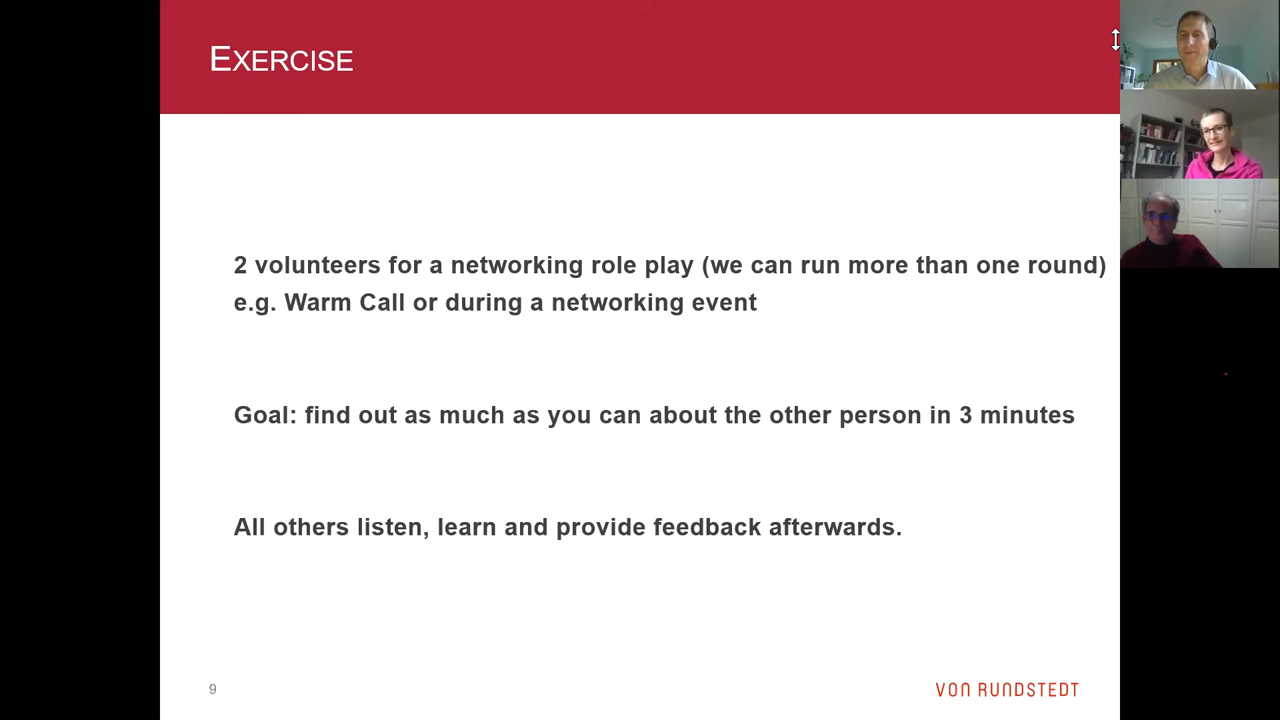 EXERCISE
2 volunteers for a networking role play (we can run more than one round)
e.g. Warm Call or during a networking event
Goal: find out as much as you can about the other person in 3 minutes
All others listen, learn and provide feedback afterwards.
9
VON RUNDSTEDT